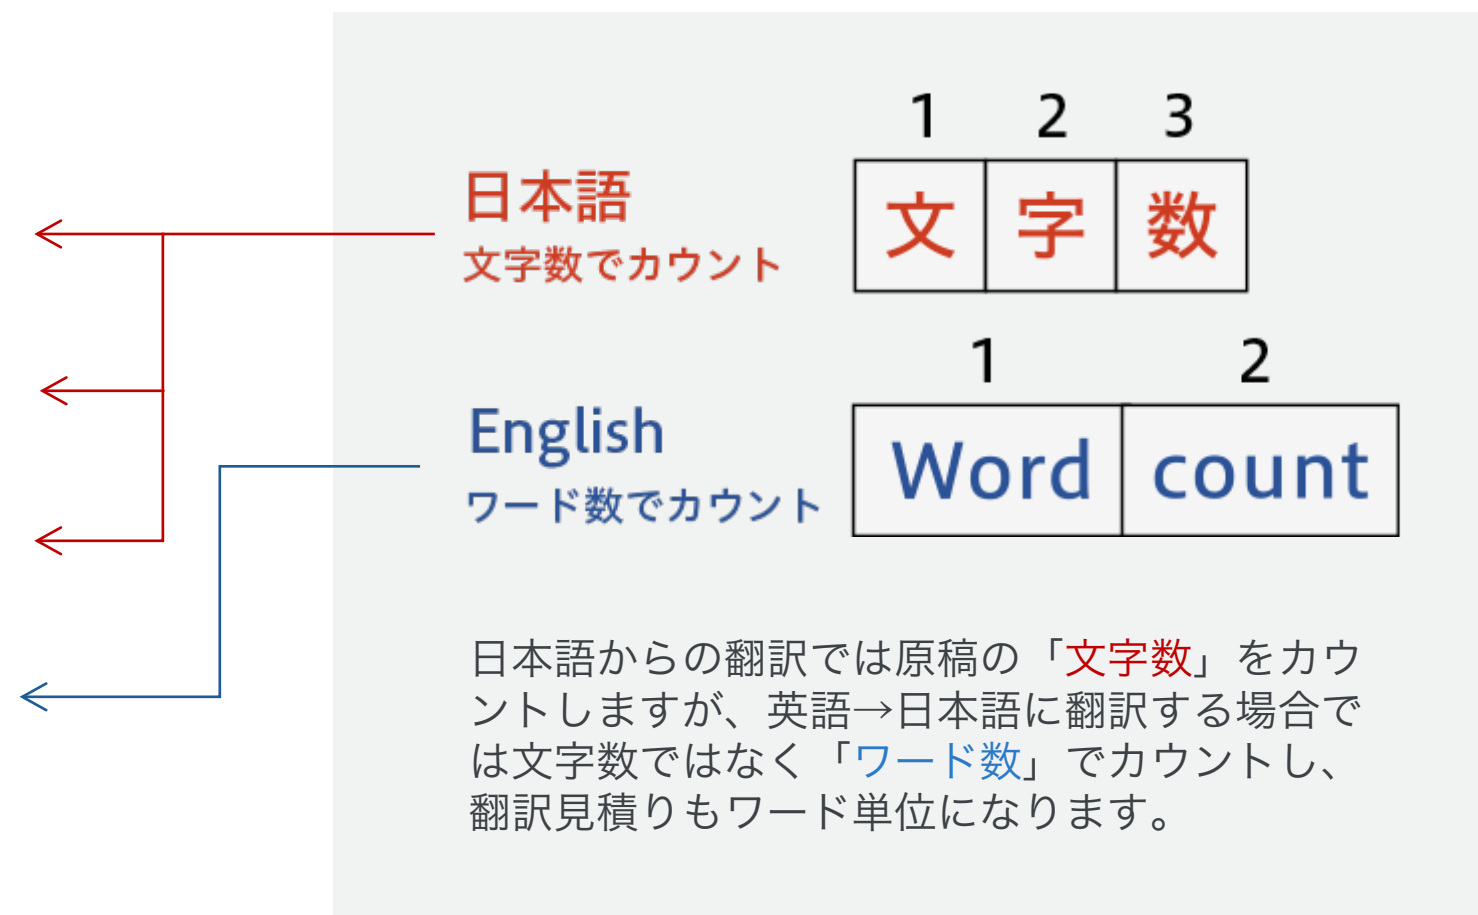 1 2 3
日本語
文字数でカウント
文 字 数
1 2
English
ワード数でカウント
Word count
日本語からの翻訳では原稿の「文字数」をカウ
ントしますが、英語→日本語に翻訳する場合で
は文字数ではなく「ワード数」でカウントし、
翻訳見積りもワード単位になります。